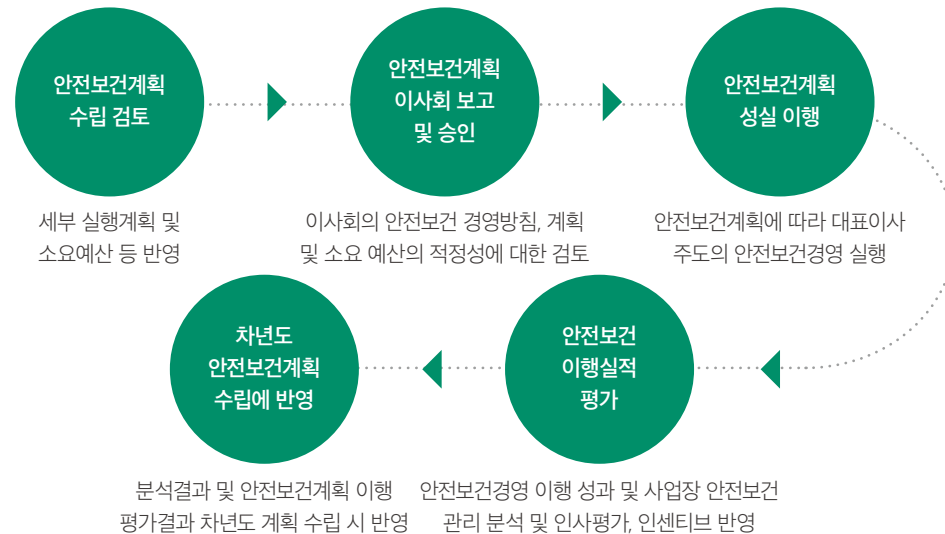 안전보건계획
수립 검토
세부 실행계획 및
소요예산 등 반영
안전보건계획
이사회 보고
및 승인
이사회의 안전보건 경영방침, 계획
및 소요 예산의 적정성에 대한 검토
안전보건계획
성실 이행
안전보건계획에 따라 대표이사
주도의 안전보건경영 실행
안전보건
이행실적
평가
안전보건경영 이행 성과 및 사업장 안전보건
관리 분석 및 인사평가, 인센티브 반영
차년도
안전보건계획
수립에 반영
분석결과 및 안전보건계획 이행
평가결과 차년도 계획 수립 시 반영